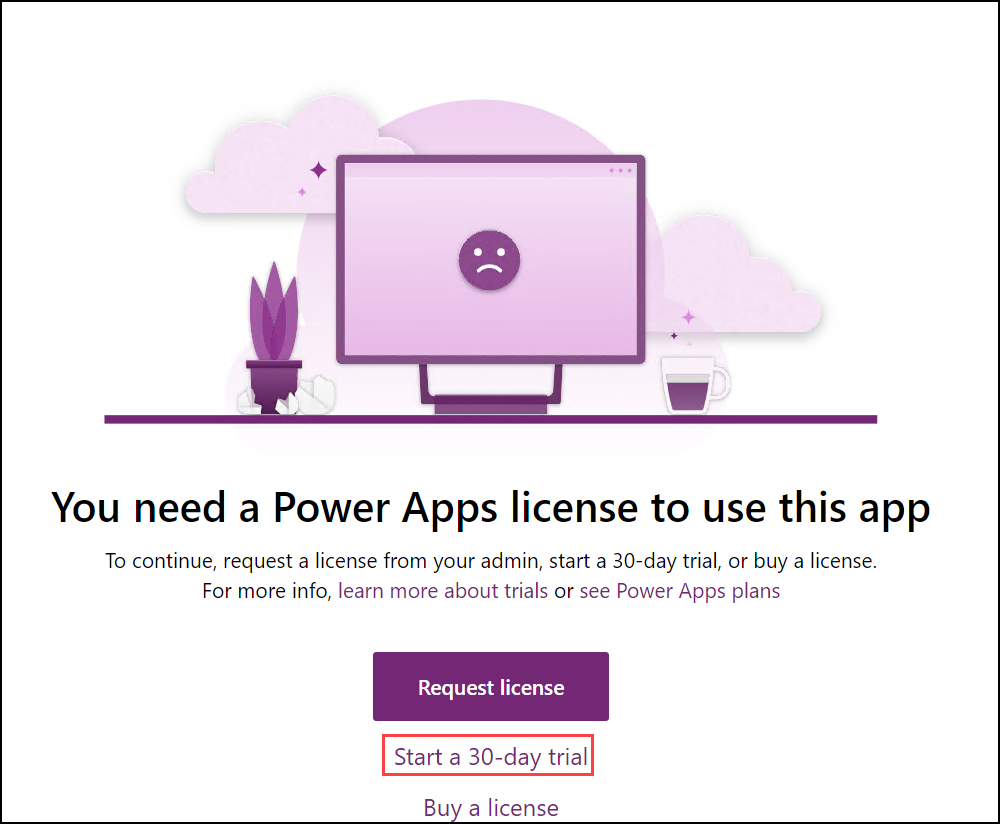 You need a Power Apps license to use this app
To continue, request a license from your admin, start a 30-day trial, or buy a license.
For more info, learn more about trials or see Power Apps plans
Request license
Start a 30-day trial
Buy a license